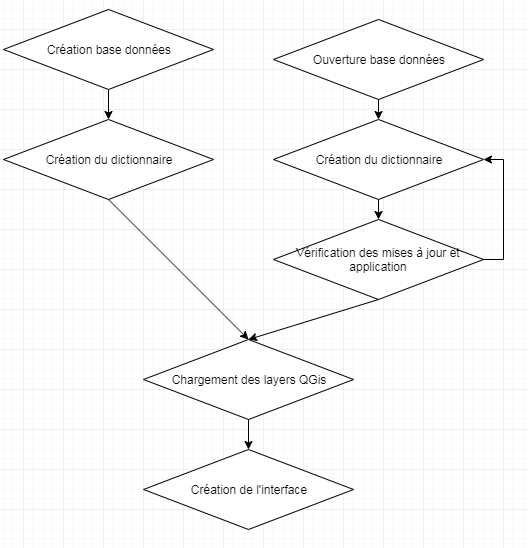 Création base données
Ouverture base données
Création du dictionnaire
Création du dictionnaire
Vérification des mises à jour et
application
Chargement des layers QGis
Création de l'interface